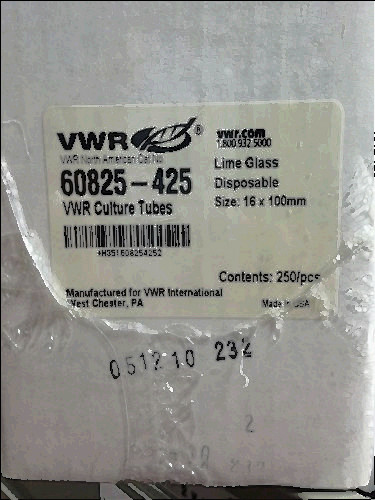 VWR®
VWR North American Cat.No.
60825-425
VWR Culture Tubes
+H351608254252
vwr.com
1.800.932.5000
Lime Glass
Disposable
Size: 16 x 100mm
Contents: 250/pcs
Manufactured for VWR International
West Chester, PA
Made in USA
051210 232
2